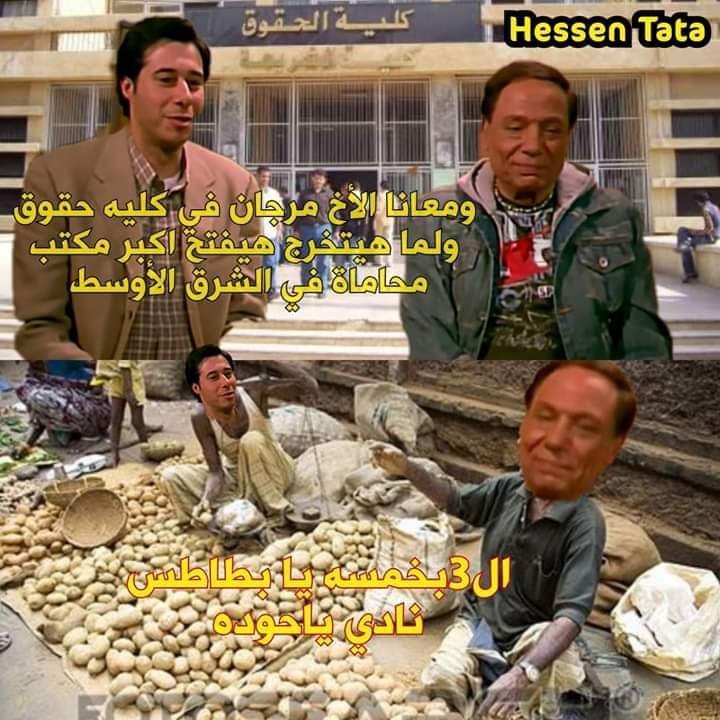 كلية الحقوق
Hessen Tata
ومعانا الأخ مرجان في كليه حقوق
ولما هيتخرج هيفتح اكبر مكتب
محاماة في الشرق الأوسط
ال3بخمسه يا بطاطس
نادي ياحوده